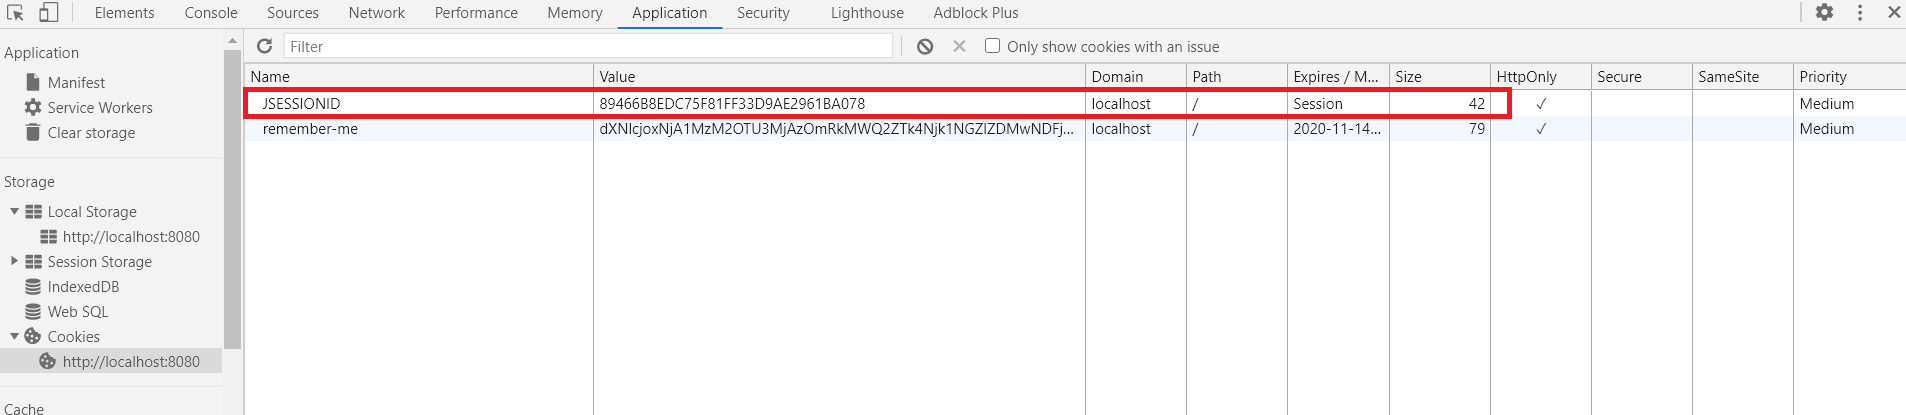 Elements Console Sources Network Performance Memory Application Security Lighthouse Adblock Plus
Application
Manifest
Service Workers
Clear storage
Storage
Local Storage
http://localhost:8080
Session Storage
IndexedDB
Web SQL
Cookies
http://localhost:8080
Cache
Filter Only show cookies with an issue
Name Value Domain Path Expires / M... Size HttpOnly Secure SameSite Priority
JSESSIONID 89466B8EDC75F81FF33D9AE2961BA078 localhost / Session 42 ✓ Medium
remember-me dXNlcjoxNjA1MzM2OTU3MjAzOmRkMWQ2ZTk4Njk1NGZlZDMwNDFj... localhost / 2020-11-14... 79 ✓ Medium